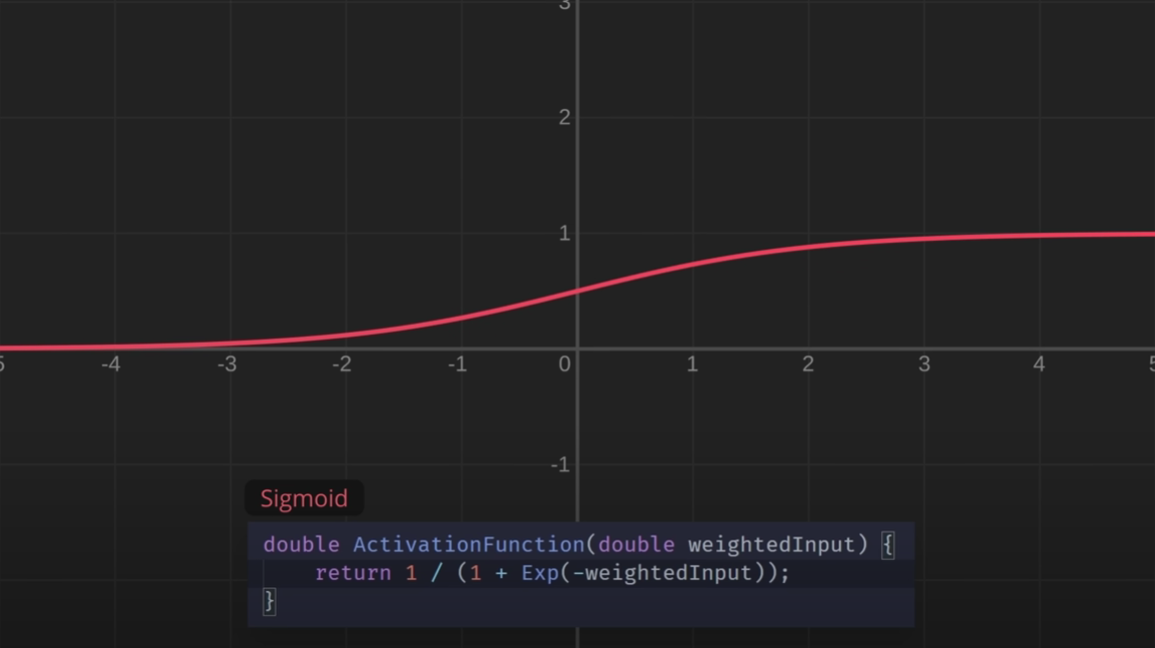 3
2
1
5 -4 -3 -2 -1 0 1 2 3 4 5
-1
Sigmoid
double ActivationFunction(double weightedInput) {
    return 1 / (1 + Exp(-weightedInput));
}